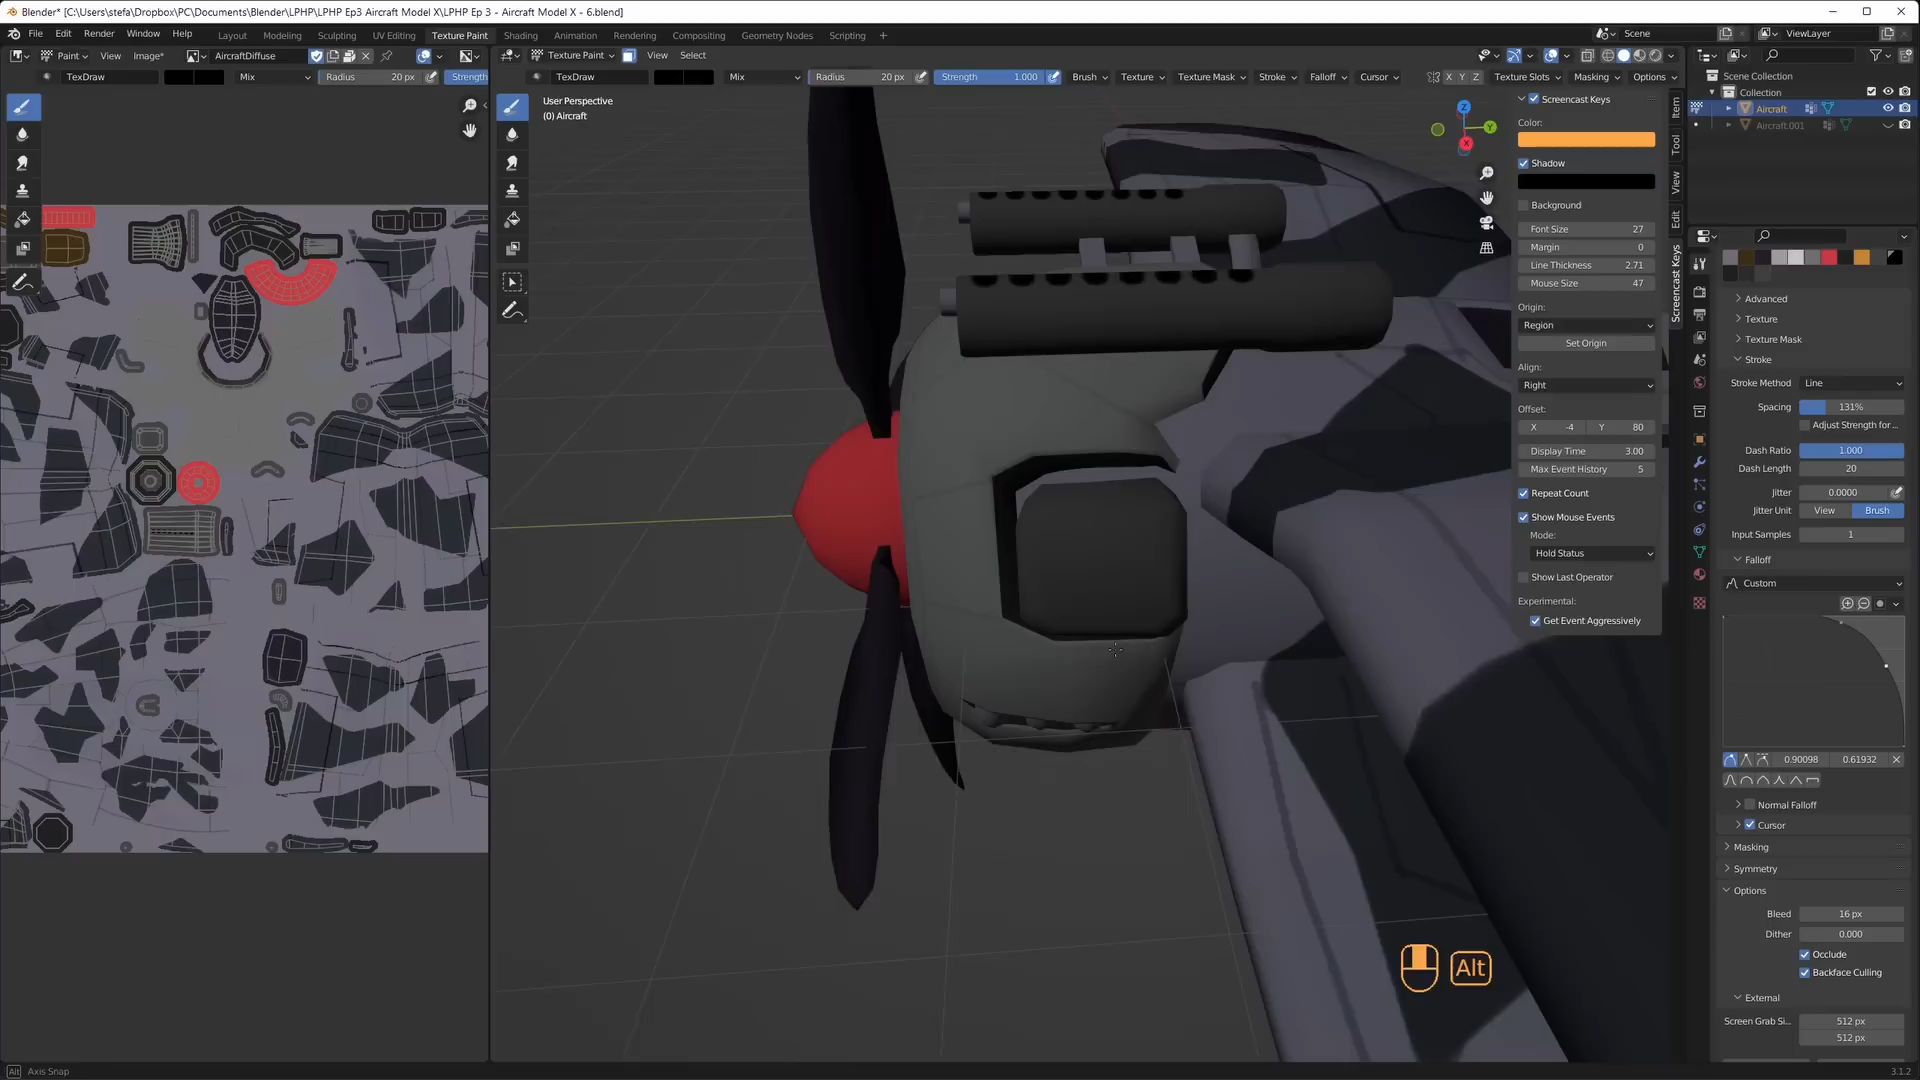 Blender* [C:\Users\stefa\Dropbox\PC\Documents\Blender\LPHP\LPHP Ep3 Aircraft Model X\LPHP Ep 3 - Aircraft Model X - 6.blend]
File Edit Render Window Help Layout Modeling Sculpting UV Editing Texture Paint Shading Animation Rendering Compositing Geometry Nodes Scripting + Scene ViewLayer
Paint View Image* AircraftDiffuse Texture Paint View Select
TexDraw Mix Radius 20 px Strength TexDraw Mix Radius 20 px Strength 1.000 Brush Texture Texture Mask Stroke Falloff Cursor X Y Z Texture Slots Masking Options
Scene Collection
Collection
Aircraft
Aircraft.001
User Perspective
(0) Aircraft
Z
Y
X
Screencast Keys
Color:
Shadow
Background
Font Size 27
Margin 0
Line Thickness 2.71
Mouse Size 47
Origin:
Region
Set Origin
Align:
Right
Offset:
X -4 Y 80
Display Time 3.00
Max Event History 5
Repeat Count
Show Mouse Events
Mode:
Hold Status
Show Last Operator
Experimental:
Get Event Aggressively
Item
Tool
View
Edit
Screencast Keys
Advanced
Texture
Texture Mask
Stroke
Stroke Method Line
Spacing 131%
Adjust Strength for ...
Dash Ratio 1.000
Dash Length 20
Jitter 0.0000
Jitter Unit View Brush
Input Samples 1
Falloff
Custom
0.90098 0.61932
Normal Falloff
Cursor
Masking
Symmetry
Options
Bleed 16 px
Dither 0.000
Occlude
Backface Culling
External
Screen Grab Si... 512 px
512 px
Alt
Alt Axis Snap
3.1.2